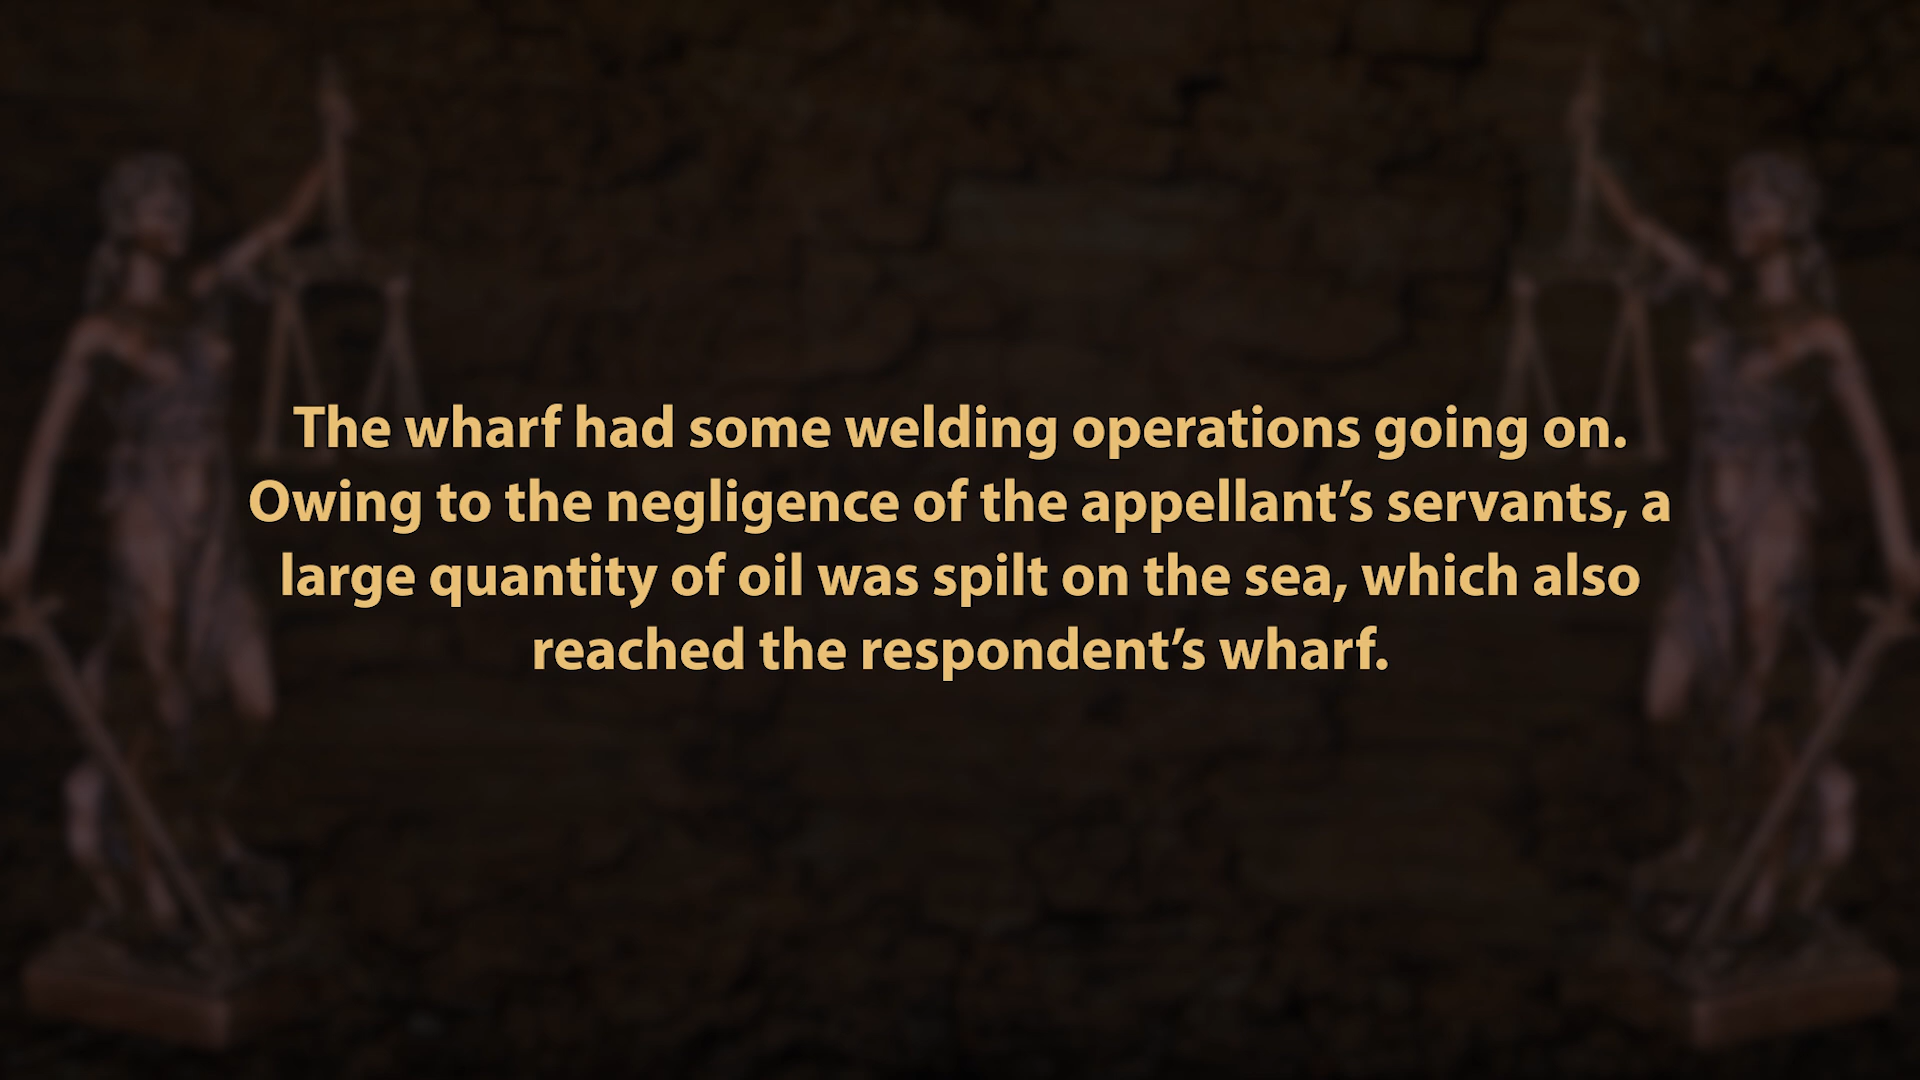 The wharf had some welding operations going on.
Owing to the negligence of the appellant’s servants, a
large quantity of oil was spilt on the sea, which also
reached the respondent’s wharf.